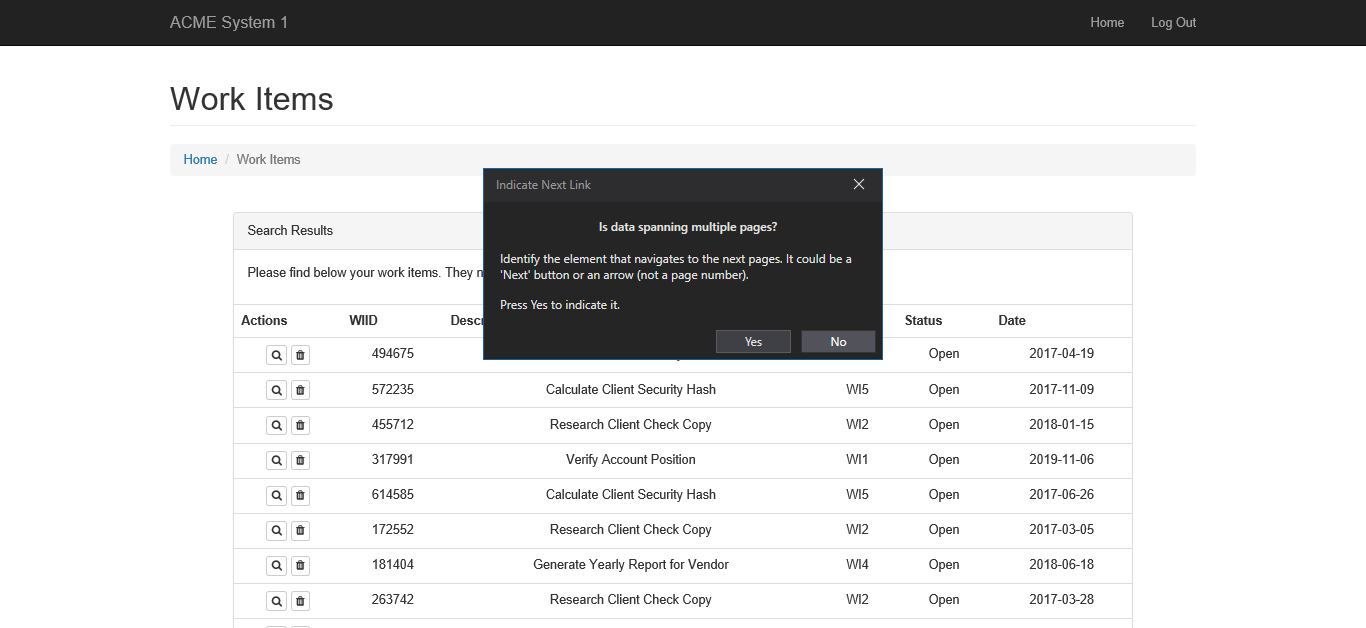 ACME System 1 Home Log Out
Work Items
Home / Work Items
Indicate Next Link
Is data spanning multiple pages?
Identify the element that navigates to the next pages. It could be a
'Next' button or an arrow (not a page number).
Press Yes to indicate it.
Yes No
Search Results
Please find below your work items. They
Actions WIID Status Date
494675 Open 2017-04-19
572235 Calculate Client Security Hash WI5 Open 2017-11-09
455712 Research Client Check Copy WI2 Open 2018-01-15
317991 Verify Account Position WI1 Open 2019-11-06
614585 Calculate Client Security Hash WI5 Open 2017-06-26
172552 Research Client Check Copy WI2 Open 2017-03-05
181404 Generate Yearly Report for Vendor WI4 Open 2018-06-18
263742 Research Client Check Copy WI2 Open 2017-03-28